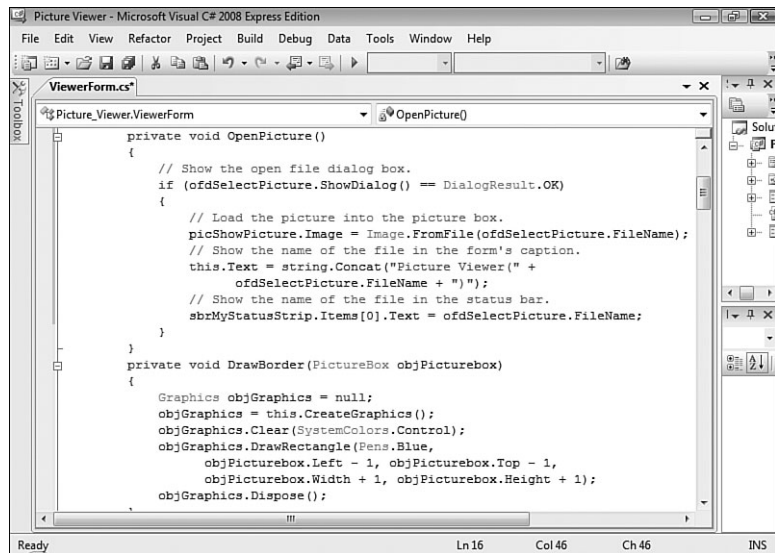 Picture Viewer - Microsoft Visual C# 2008 Express Edition
File Edit View Refactor Project Build Debug Data Tools Window Help
Toolbox
ViewerForm.cs*
Picture_Viewer.ViewerForm
OpenPicture()
private void OpenPicture()
{
// Show the open file dialog box.
if (ofdSelectPicture.ShowDialog() == DialogResult.OK)
{
// Load the picture into the picture box.
picShowPicture.Image = Image.FromFile(ofdSelectPicture.FileName);
// Show the name of the file in the form's caption.
this.Text = string.Concat("Picture Viewer(" +
ofdSelectPicture.FileName + ")");
// Show the name of the file in the status bar.
sbrMyStatusStrip.Items[0].Text = ofdSelectPicture.FileName;
}
}
private void DrawBorder(PictureBox objPicturebox)
{
Graphics objGraphics = null;
objGraphics = this.CreateGraphics();
objGraphics.Clear(SystemColors.Control);
objGraphics.DrawRectangle(Pens.Blue,
objPicturebox.Left - 1, objPicturebox.Top - 1,
objPicturebox.Width + 1, objPicturebox.Height + 1);
objGraphics.Dispose();
Solu
Ready Ln 16 Col 46 Ch 46 INS